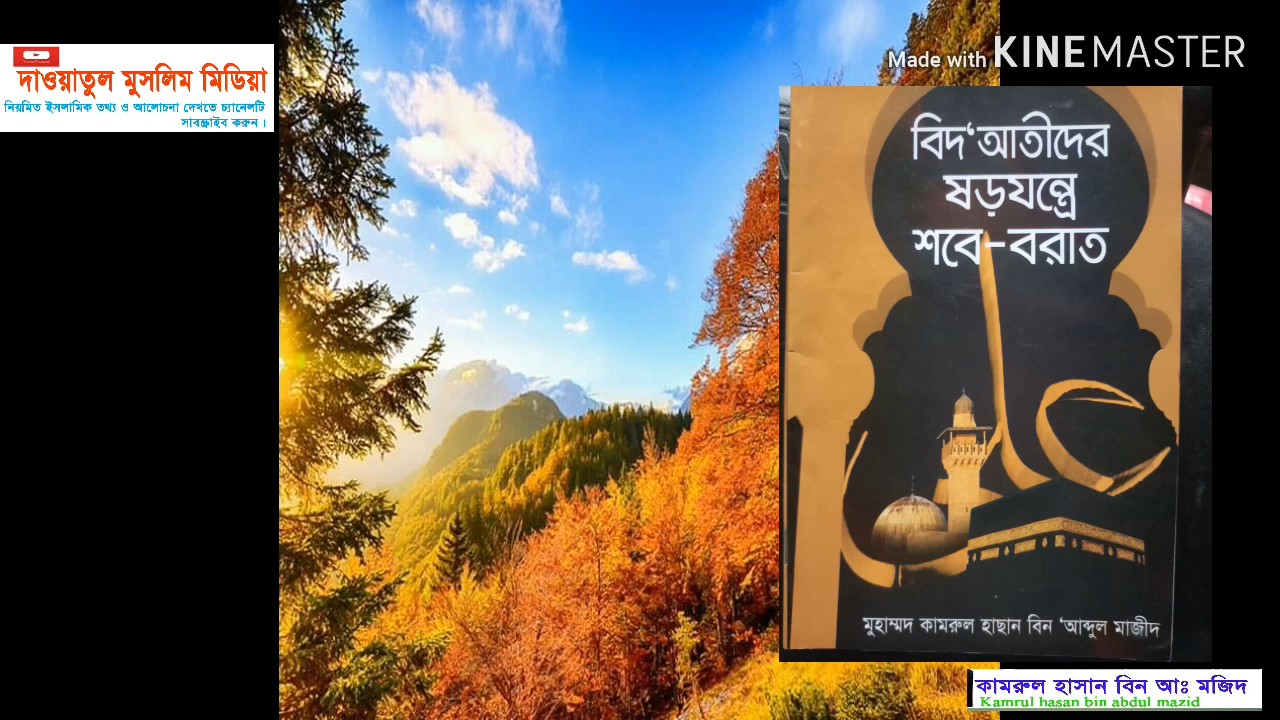 YouTube
দাওয়াতুল মুসলিম মিডিয়া
নিয়মিত ইসলামিক তথ্য ও আলোচনা দেখতে চ্যানেলটি
সাবস্ক্রাইব করুন।
Made with KINEMASTER
বিদ‘আতীদের
ষড়যন্ত্রে
শবে-বরাত
মুহাম্মদ কামরুল হাছান বিন ‘আব্দুল মাজীদ
কামরুল হাসান বিন আঃ মজিদ
Kamrul hasan bin abdul mazid